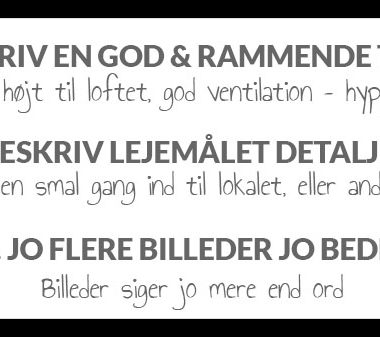 RIV EN GOD & RAMMENDE T
højt til loftet, god ventilation - hyp
ESKRIV LEJEMÅLET DETALJ
en smal gang ind til lokalet, eller and
JO FLERE BILLEDER JO BED
Billeder siger jo mere end ord